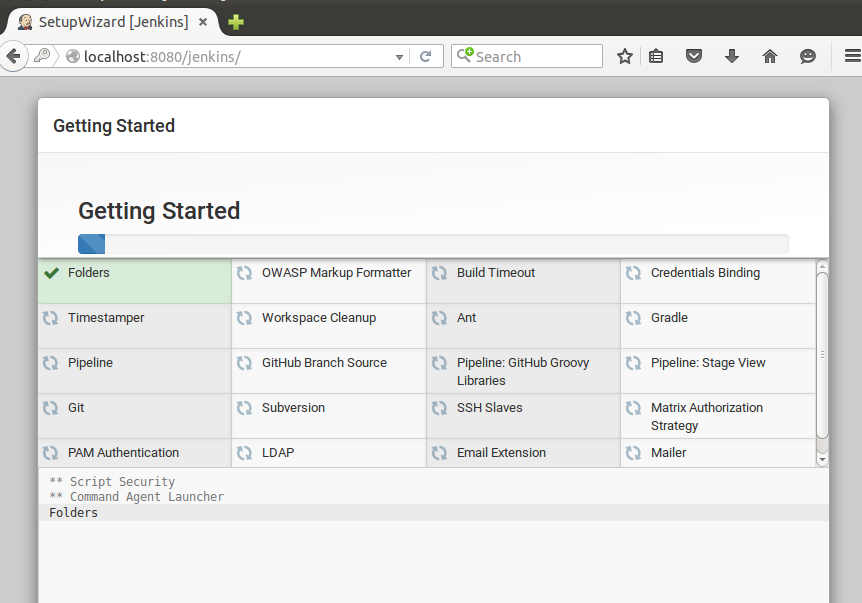 SetupWizard [Jenkins]
localhost:8080/jenkins/
Search
Getting Started
Getting Started
Folders
OWASP Markup Formatter
Build Timeout
Credentials Binding
Timestamper
Workspace Cleanup
Ant
Gradle
Pipeline
GitHub Branch Source
Pipeline: GitHub Groovy
Libraries
Pipeline: Stage View
Git
Subversion
SSH Slaves
Matrix Authorization
Strategy
PAM Authentication
LDAP
Email Extension
Mailer
** Script Security
** Command Agent Launcher
Folders